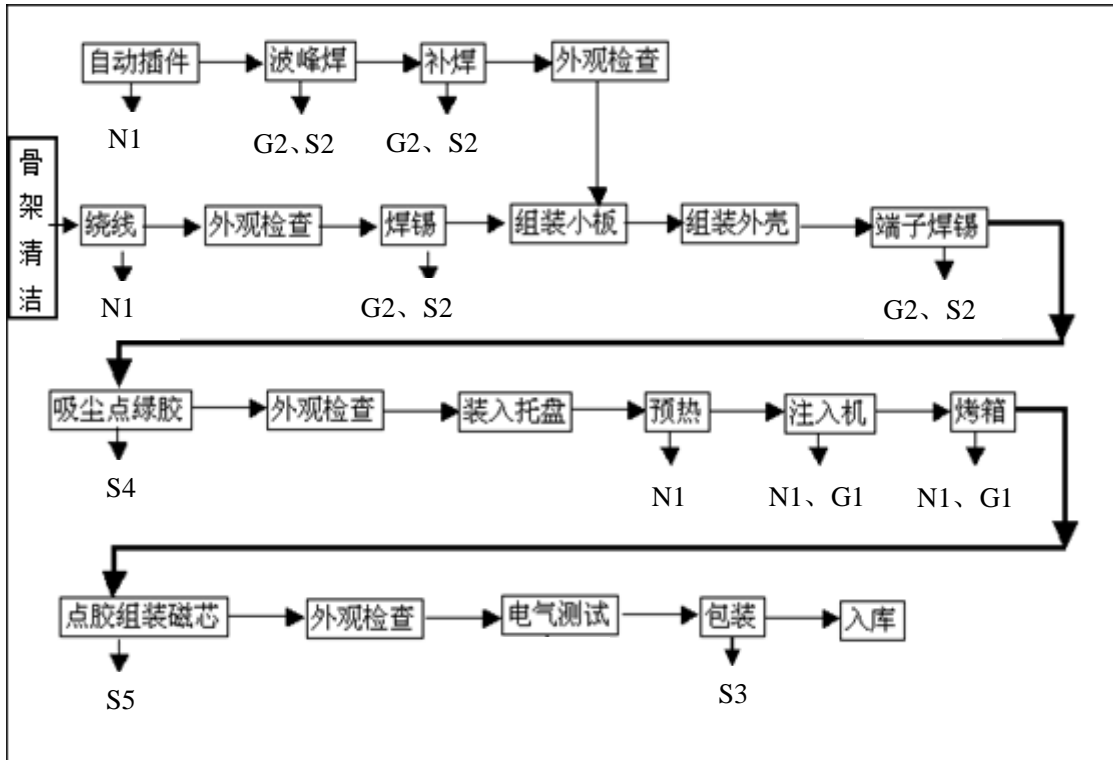 自动插件 波峰焊 补焊 外观检查
N1 G2、S2 G2、S2
骨架清洁
绕线 外观检查 焊锡 组装小板 组装外壳 端子焊锡
N1 G2、S2 G2、S2
吸尘点绿胶 外观检查 装入托盘 预热 注入机 烤箱
S4 N1 N1、G1 N1、G1
点胶组装磁芯 外观检查 电气测试 包装 入库
S5 S3